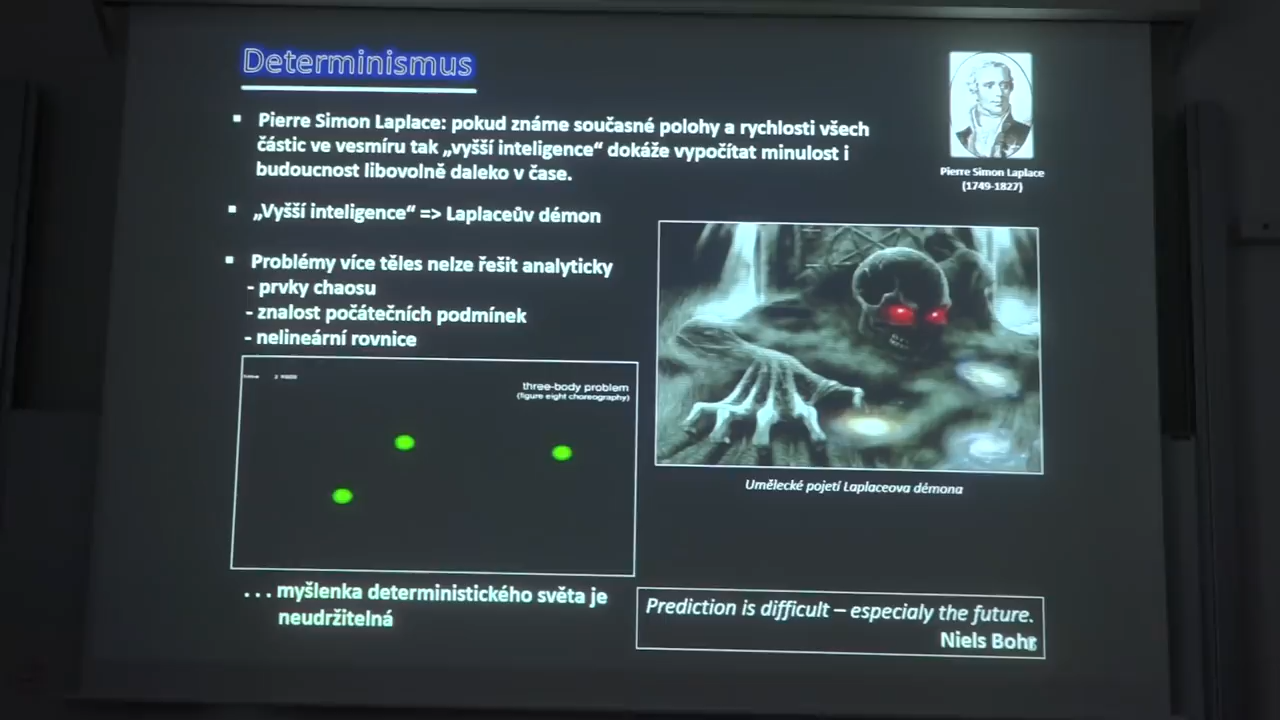 Determinismus
Pierre Simon Laplace: pokud známe současné polohy a rychlosti všech
částic ve vesmíru tak „vyšší inteligence“ dokáže vypočítat minulost i
budoucnost libovolně daleko v čase.
Pierre Simon Laplace
(1749-1827)
„Vyšší inteligence“ => Laplaceův démon
Problémy více těles nelze řešit analyticky
- prvky chaosu
- znalost počátečních podmínek
- nelineární rovnice
three-body problem
(figure eight choreography)
Umělecké pojetí Laplaceova démona
... myšlenka deterministického světa je
neudržitelná
Prediction is difficult – especialy the future.
Niels Bohr